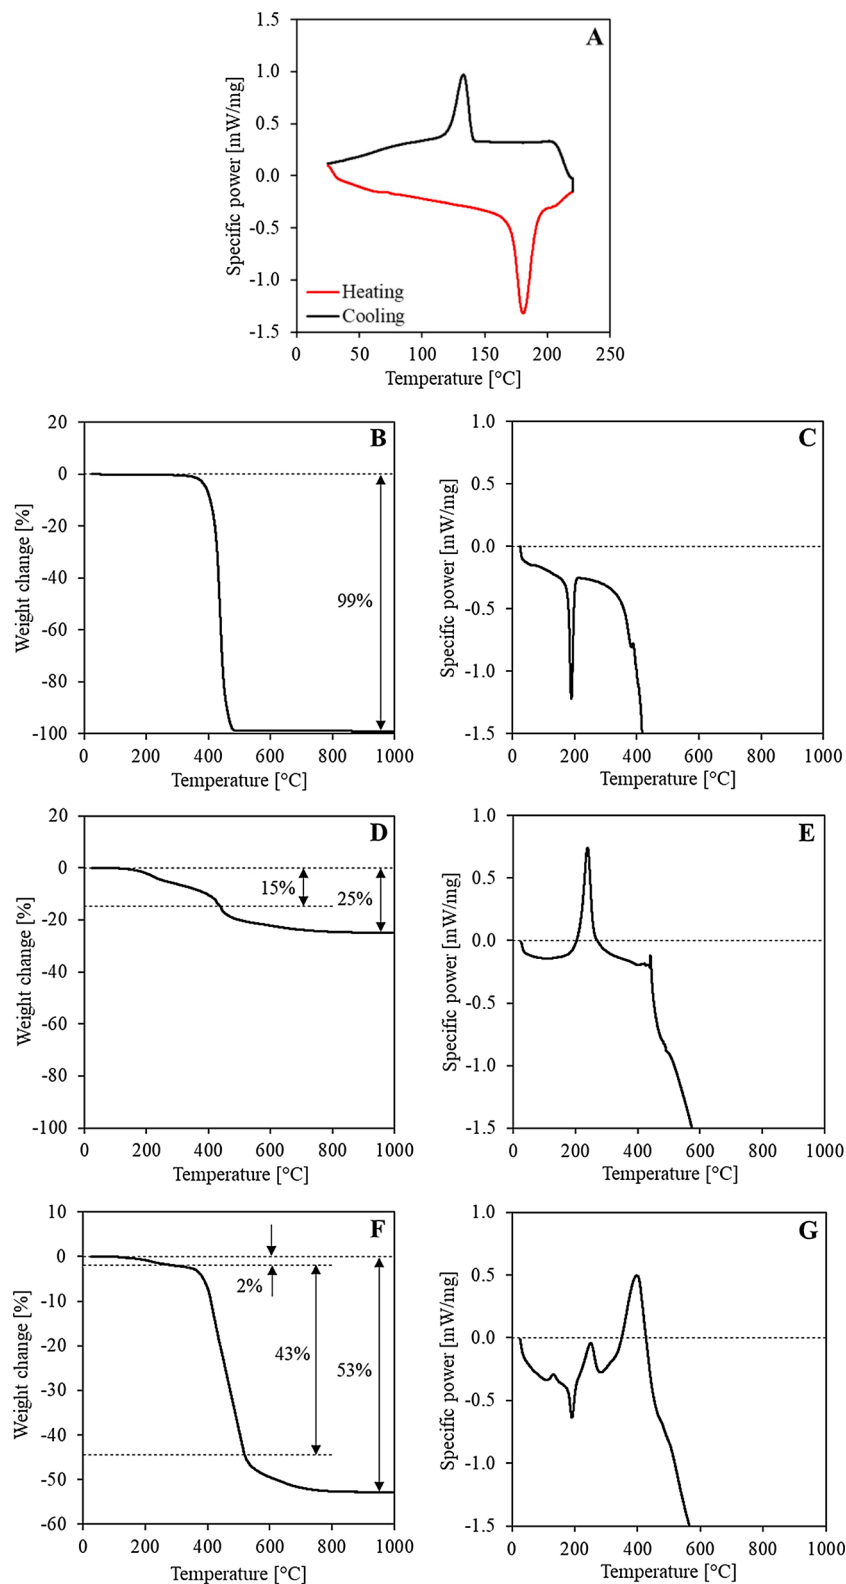 A
Specific power [mW/mg]
1.5
1.0
0.5
0.0
-0.5
-1.0
-1.5
Heating
Cooling
0 50 100 150 200 250
Temperature [°C]
B
Weight change [%]
20
0
-20
-40
-60
-80
-100
99%
0 200 400 600 800 1000
Temperature [°C]
C
Specific power [mW/mg]
1.0
0.5
0.0
-0.5
-1.0
-1.5
0 200 400 600 800 1000
Temperature [°C]
D
Weight change [%]
20
0
-20
-40
-60
-80
-100
15%
25%
0 200 400 600 800 1000
Temperature [°C]
E
Specific power [mW/mg]
1.0
0.5
0.0
-0.5
-1.0
-1.5
0 200 400 600 800 1000
Temperature [°C]
F
Weight change [%]
10
0
-10
-20
-30
-40
-50
-60
2%
43%
53%
0 200 400 600 800 1000
Temperature [°C]
G
Specific power [mW/mg]
1.0
0.5
0.0
-0.5
-1.0
-1.5
0 200 400 600 800 1000
Temperature [°C]